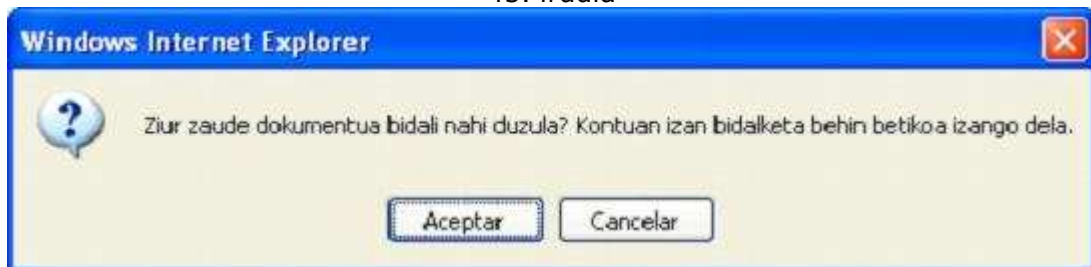 Windows Internet Explorer
Ziur zaude dokumentua bidali nahi duzula? Kontuan izan bidalketa behin betikoa izango dela.
Aceptar Cancelar